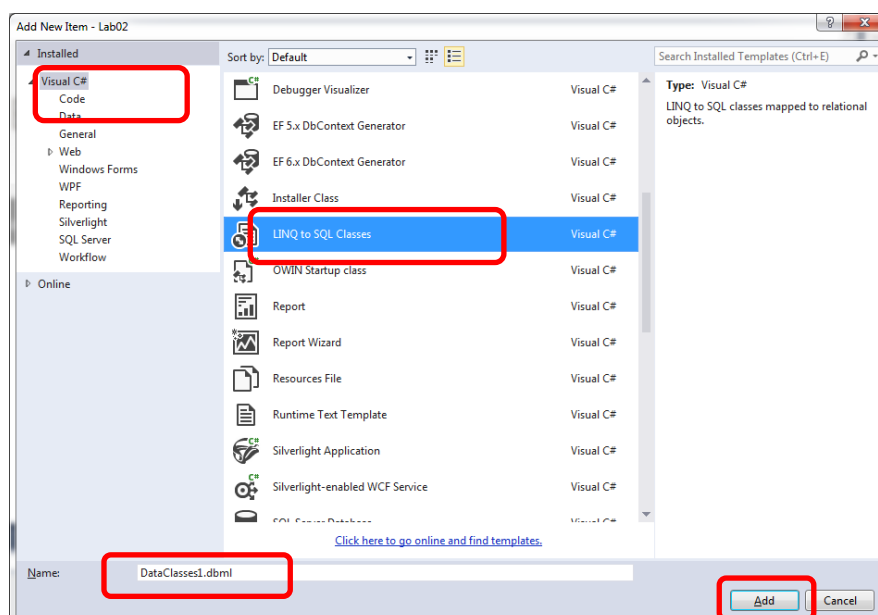 Add New Item - Lab02
Installed
Visual C#
Code
Data
General
Web
Windows Forms
WPF
Reporting
Silverlight
SQL Server
Workflow
Online
Sort by: Default
Debugger Visualizer Visual C#
EF 5.x DbContext Generator Visual C#
EF 6.x DbContext Generator Visual C#
Installer Class Visual C#
LINQ to SQL Classes Visual C#
OWIN Startup class Visual C#
Report Visual C#
Report Wizard Visual C#
Resources File Visual C#
Runtime Text Template Visual C#
Silverlight Application Visual C#
Silverlight-enabled WCF Service Visual C#
SQL Server Database Visual C#
Click here to go online and find templates.
Search Installed Templates (Ctrl+E)
Type: Visual C#
LINQ to SQL classes mapped to relational
objects.
Name: DataClasses1.dbml
Add Cancel